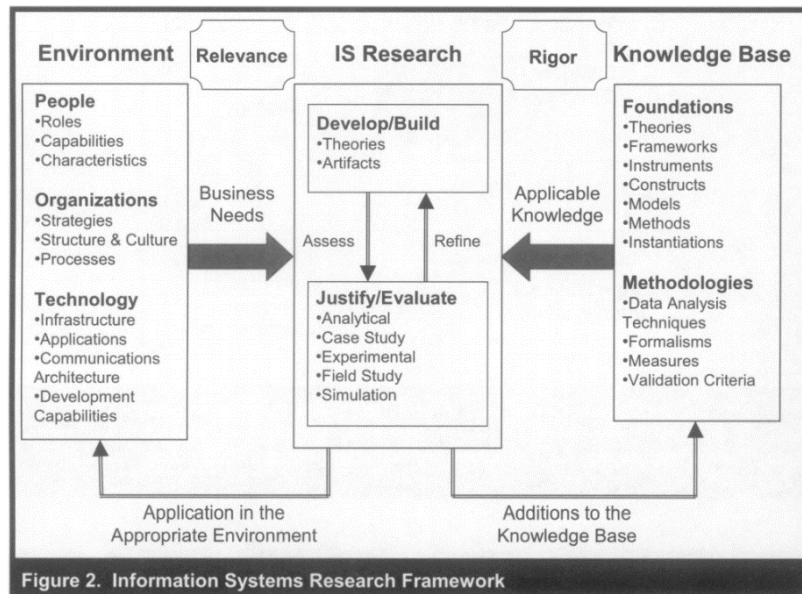 Environment
Relevance
IS Research
Rigor
Knowledge Base
People
•Roles
•Capabilities
•Characteristics
Organizations
•Strategies
•Structure & Culture
•Processes
Technology
•Infrastructure
•Applications
•Communications
Architecture
•Development
Capabilities
Business
Needs
Develop/Build
•Theories
•Artifacts
Assess
Refine
Justify/Evaluate
•Analytical
•Case Study
•Experimental
•Field Study
•Simulation
Applicable
Knowledge
Foundations
•Theories
•Frameworks
•Instruments
•Constructs
•Models
•Methods
•Instantiations
Methodologies
•Data Analysis
Techniques
•Formalisms
•Measures
•Validation Criteria
Application in the
Appropriate Environment
Additions to the
Knowledge Base
Figure 2. Information Systems Research Framework